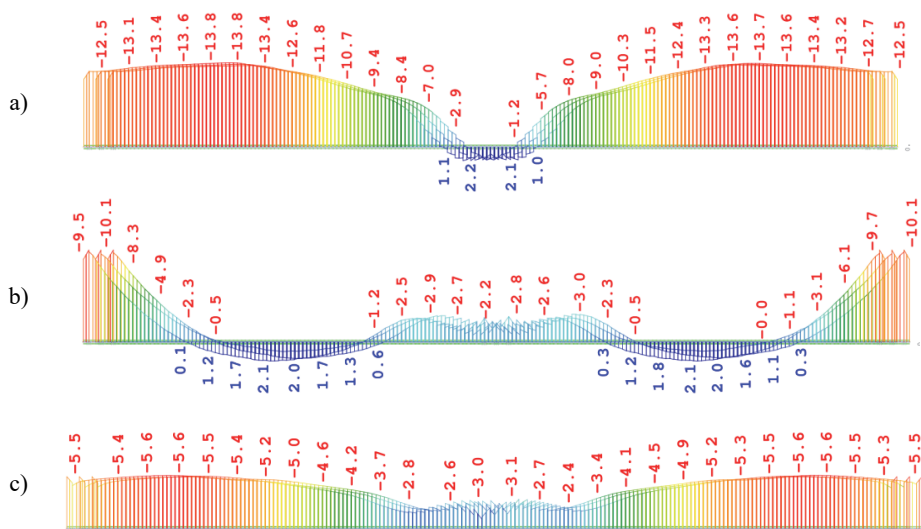 a)
-12.5 -13.1 -13.4 -13.6 -13.8 -13.8 -13.4 -12.6 -11.8 -10.7 -9.4 -8.4 -7.0 -2.9 -1.2 -5.7 -8.0 -9.0 -10.3 -11.5 -12.4 -13.3 -13.6 -13.7 -13.6 -13.4 -13.2 -12.7 -12.5
1.1 2.2 2.1 1.0
b)
-9.5 -10.1 -8.3 -4.9 -2.3 -0.5 -1.2 -2.5 -2.9 -2.7 -2.2 -2.8 -2.6 -3.0 -2.3 -0.5 -0.0 -1.1 -3.1 -6.1 -9.7 -10.1
0.1 1.2 1.7 2.1 2.0 1.7 1.3 0.6 0.3 1.2 1.8 2.1 2.0 1.6 1.1 0.3
c)
-5.5 -5.4 -5.6 -5.6 -5.5 -5.4 -5.2 -5.0 -4.6 -4.2 -3.7 -2.8 -2.6 -3.0 -3.1 -2.7 -2.4 -3.4 -4.1 -4.5 -4.9 -5.2 -5.3 -5.5 -5.6 -5.6 -5.5 -5.3 -5.5